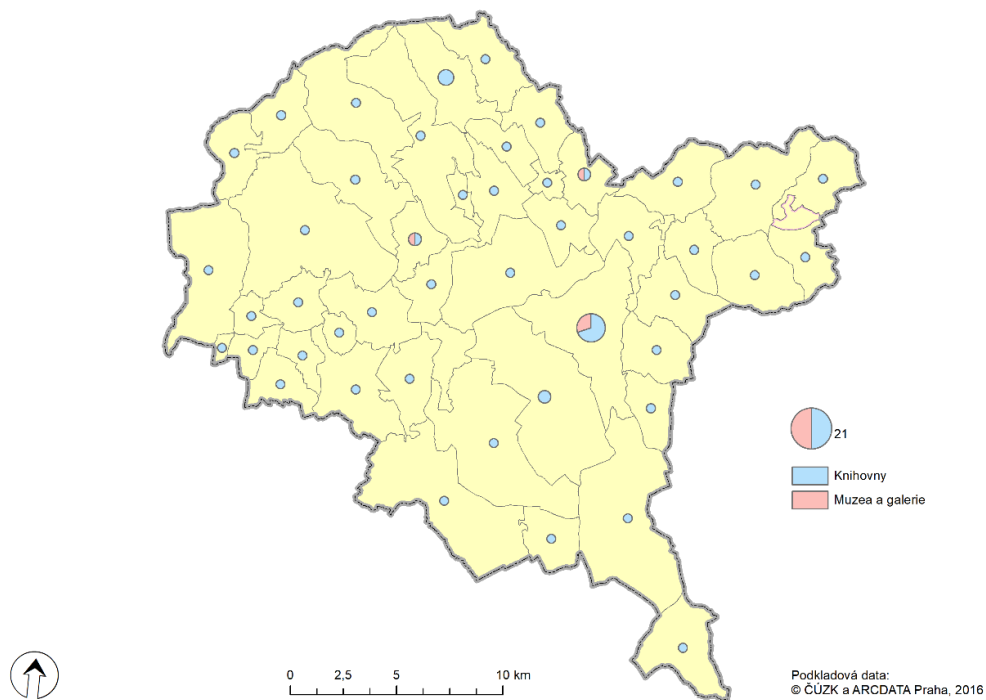 21
Knihovny
Muzea a galerie
0 2,5 5 10 km
Podkladová data:
© ČÚZK a ARCDATA Praha, 2016